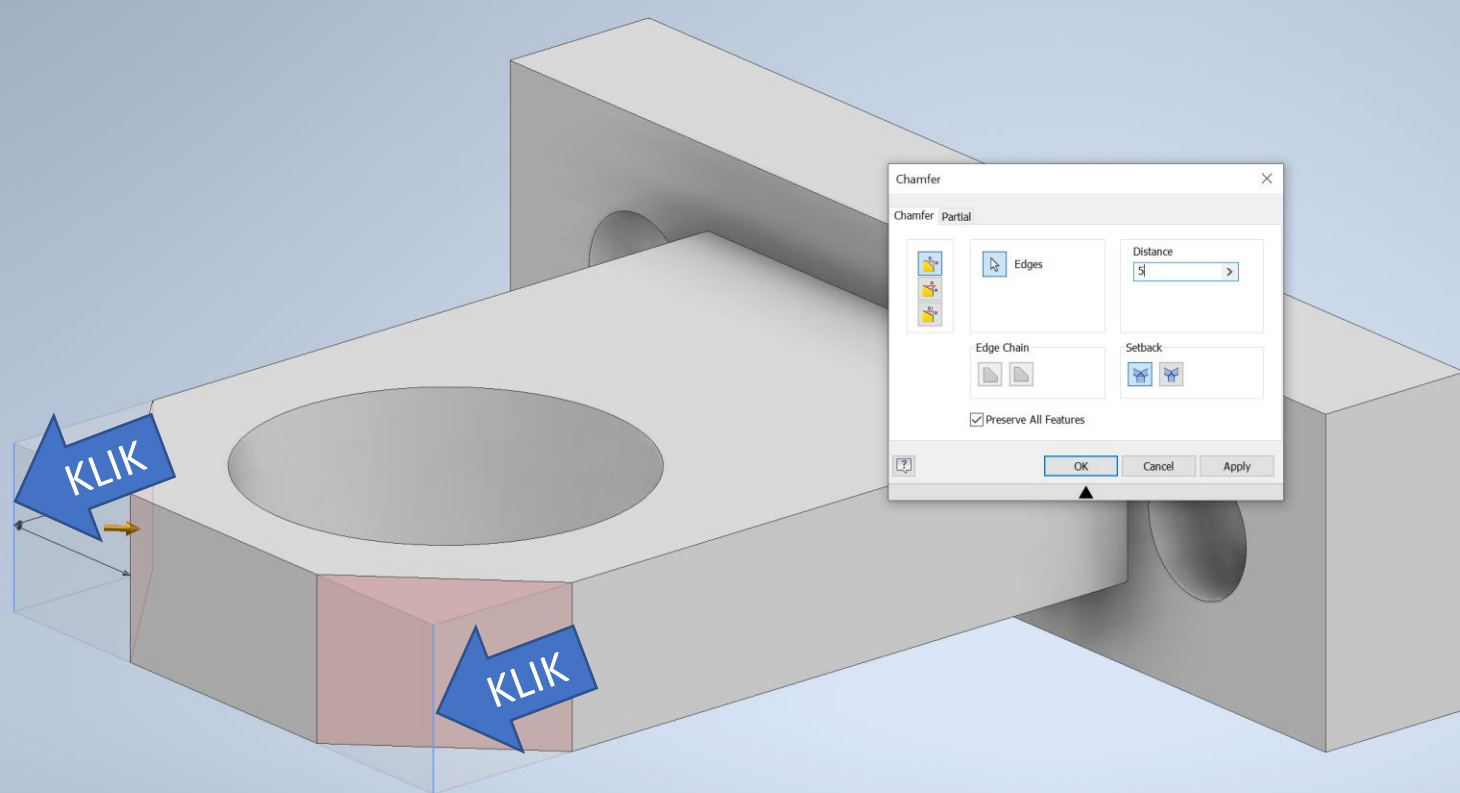 Chamfer
Chamfer Partial
Edges
Distance
5
Edge Chain
Setback
Preserve All Features
?
OK Cancel Apply
KLIK
KLIK